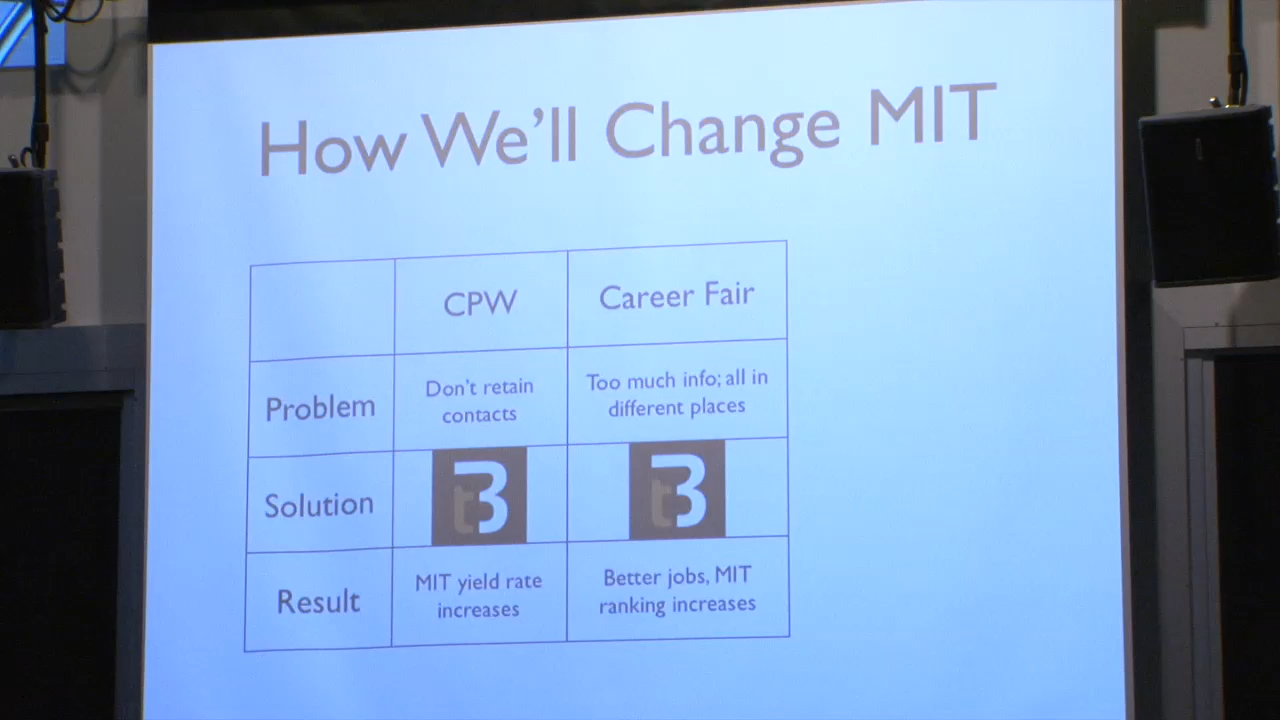 How We'll Change MIT
CPW
Career Fair
Problem
Don't retain
contacts
Too much info; all in
different places
Solution
t3
t3
Result
MIT yield rate
increases
Better jobs, MIT
ranking increases